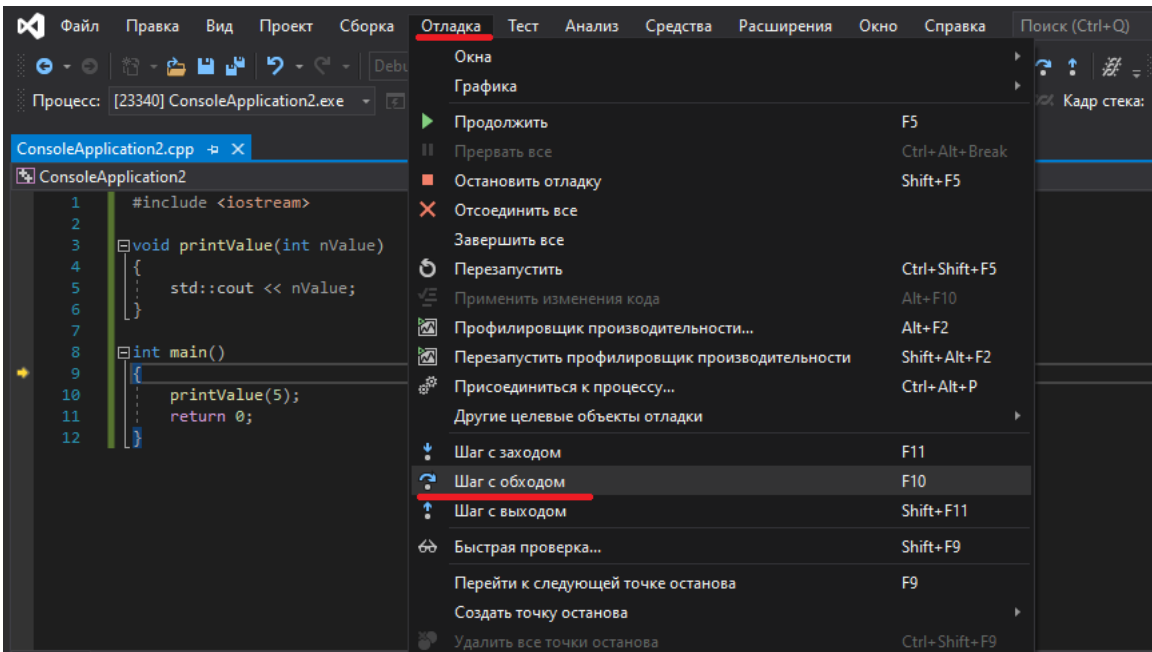 Файл Правка Вид Проект Сборка Отладка Тест Анализ Средства Расширения Окно Справка Поиск (Ctrl+Q)
Процесс: [23340] ConsoleApplication2.exe Кадр стека:
ConsoleApplication2.cpp
ConsoleApplication2
1 #include <iostream>
2
3 void printValue(int nValue)
4 {
5 std::cout << nValue;
6 }
7
8 int main()
9 {
10 printValue(5);
11 return 0;
12 }
Окна
Графика
Продолжить F5
Прервать все Ctrl+Alt+Break
Остановить отладку Shift+F5
Отсоединить все
Завершить все
Перезапустить Ctrl+Shift+F5
Применить изменения кода Alt+F10
Профилировщик производительности... Alt+F2
Перезапустить профилировщик производительности Shift+Alt+F2
Присоединиться к процессу... Ctrl+Alt+P
Другие целевые объекты отладки
Шаг с заходом F11
Шаг с обходом F10
Шаг с выходом Shift+F11
Быстрая проверка... Shift+F9
Перейти к следующей точке останова F9
Создать точку останова
Удалить все точки останова Ctrl+Shift+F9